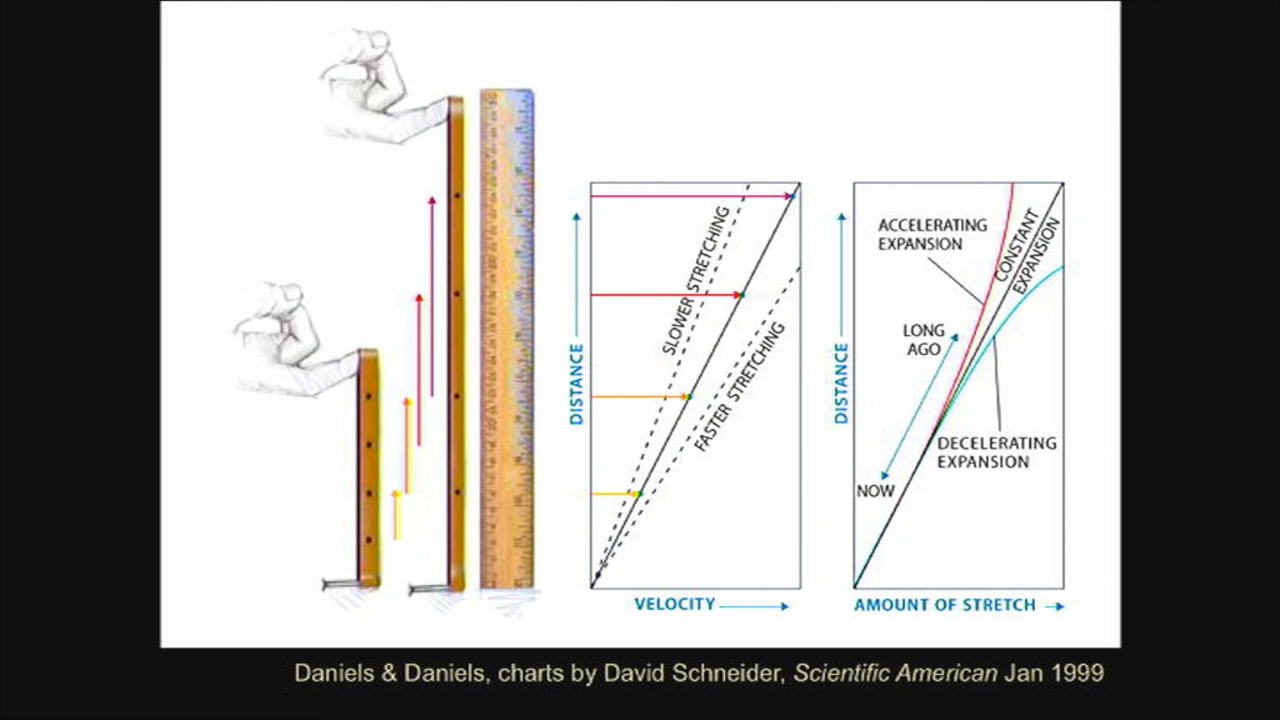 SLOWER STRETCHING
FASTER STRETCHING
DISTANCE
VELOCITY
ACCELERATING
EXPANSION
CONSTANT
EXPANSION
LONG
AGO
DISTANCE
DECELERATING
EXPANSION
NOW
AMOUNT OF STRETCH
Daniels & Daniels, charts by David Schneider, Scientific American Jan 1999